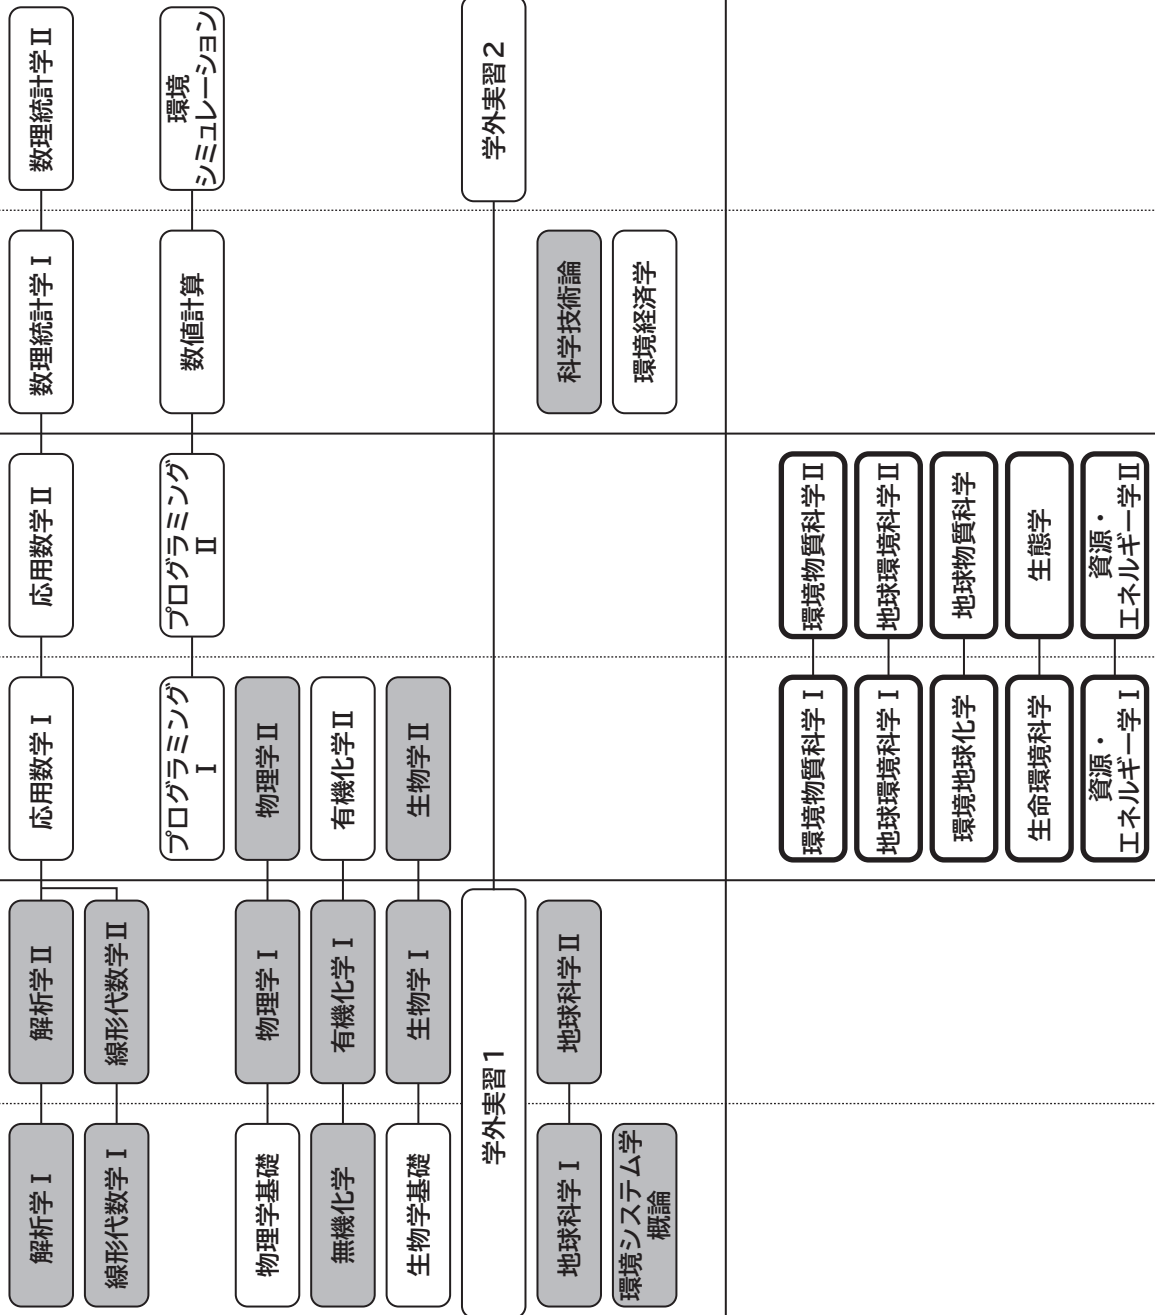 解析学Ⅰ
解析学Ⅱ
応用数学Ⅰ
応用数学Ⅱ
数理統計学Ⅰ
数理統計学Ⅱ
線形代数学Ⅰ
線形代数学Ⅱ
プログラミング
Ⅰ
プログラミング
Ⅱ
数値計算
環境
シミュレーション
物理学基礎
物理学Ⅰ
物理学Ⅱ
無機化学
有機化学Ⅰ
有機化学Ⅱ
生物学基礎
生物学Ⅰ
生物学Ⅱ
学外実習1
学外実習2
地球科学Ⅰ
地球科学Ⅱ
科学技術論
環境システム学
概論
環境経済学
環境物質科学Ⅰ
環境物質科学Ⅱ
地球環境科学Ⅰ
地球環境科学Ⅱ
環境地球化学
地球物質科学
生命環境科学
生態学
資源・
エネルギー学Ⅰ
資源・
エネルギー学Ⅱ